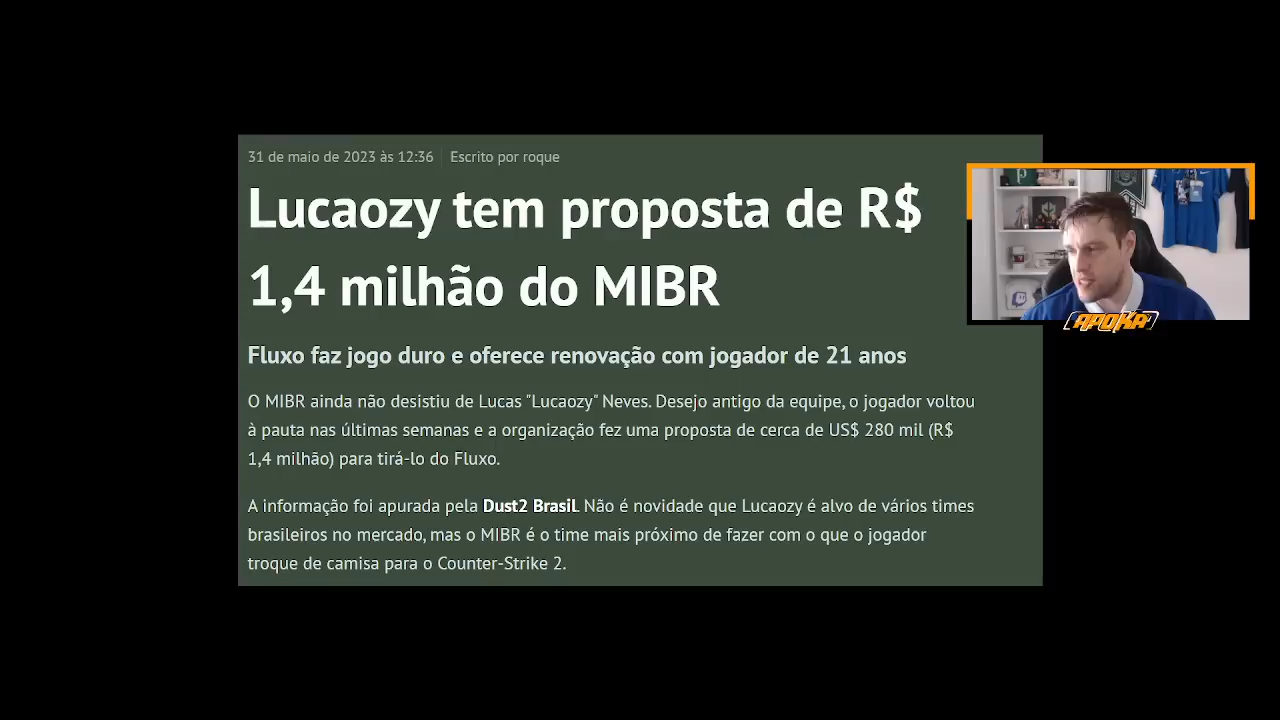 31 de maio de 2023 às 12:36 Escrito por roque
Lucaozy tem proposta de R$
1,4 milhão do MIBR
Fluxo faz jogo duro e oferece renovação com jogador de 21 anos
O MIBR ainda não desistiu de Lucas "Lucaozy" Neves. Desejo antigo da equipe, o jogador voltou
à pauta nas últimas semanas e a organização fez uma proposta de cerca de US$ 280 mil (R$
1,4 milhão) para tirá-lo do Fluxo.
A informação foi apurada pela Dust2 Brasil. Não é novidade que Lucaozy é alvo de vários times
brasileiros no mercado, mas o MIBR é o time mais próximo de fazer com o que o jogador
troque de camisa para o Counter-Strike 2.
APOKA